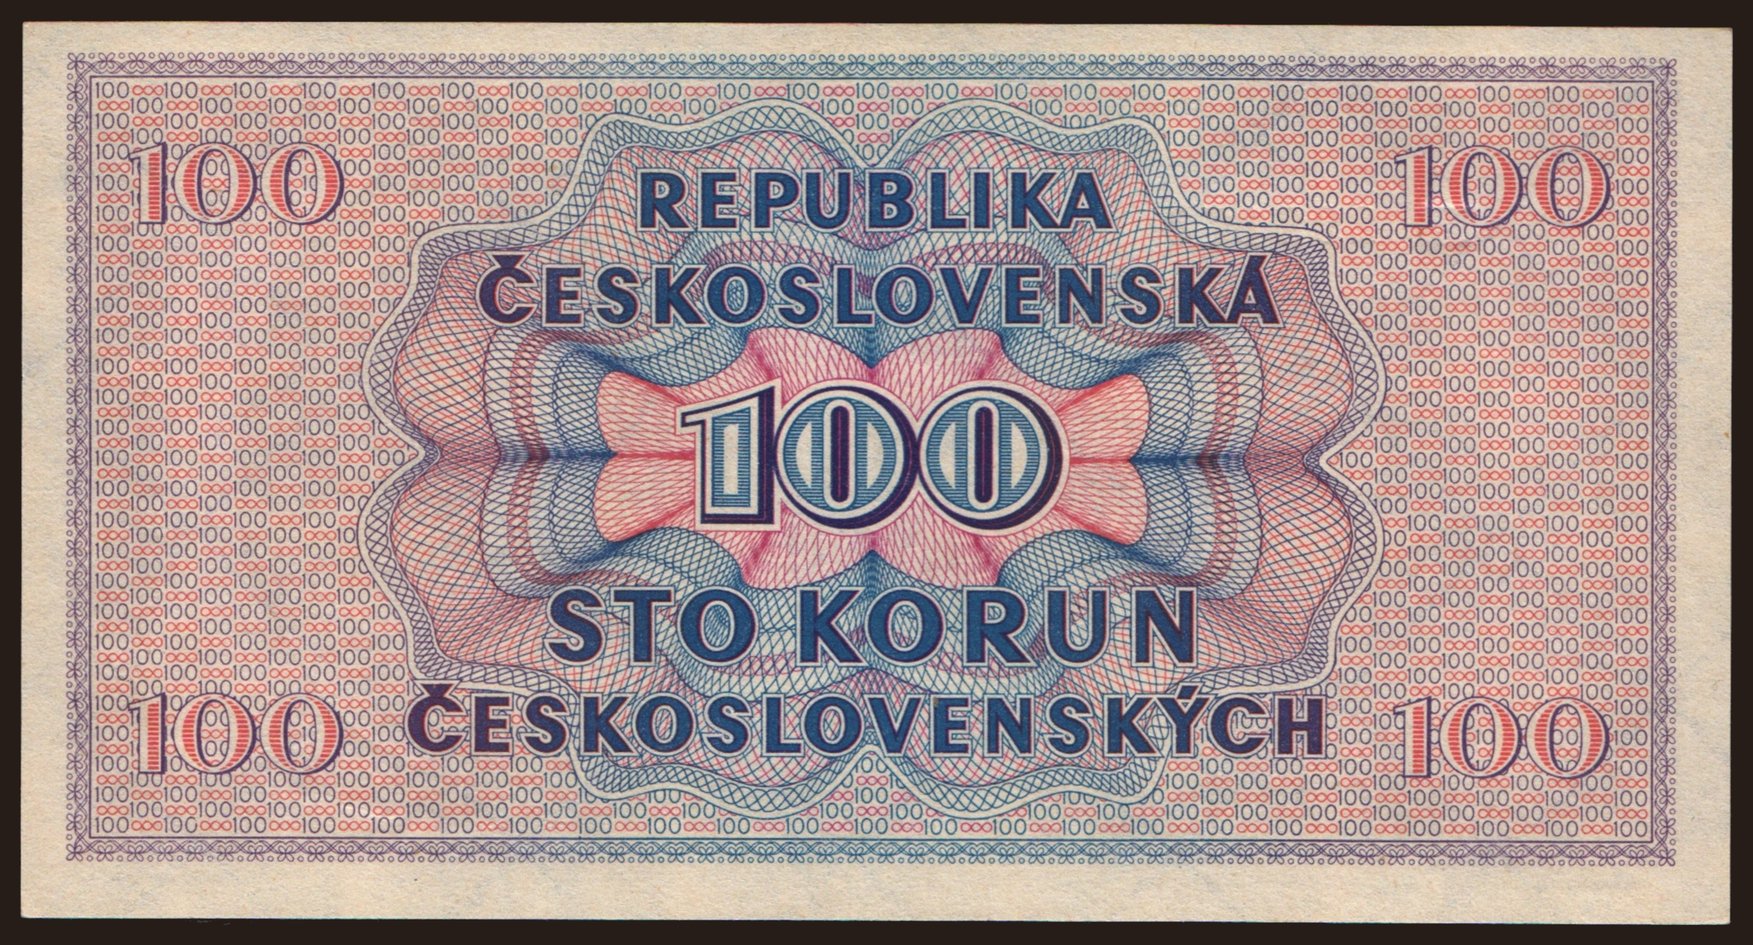 100 100
REPUBLIKA
ČESKOSLOVENSKÁ
100
STO KORUN
ČESKOSLOVENSKÝCH
100 100